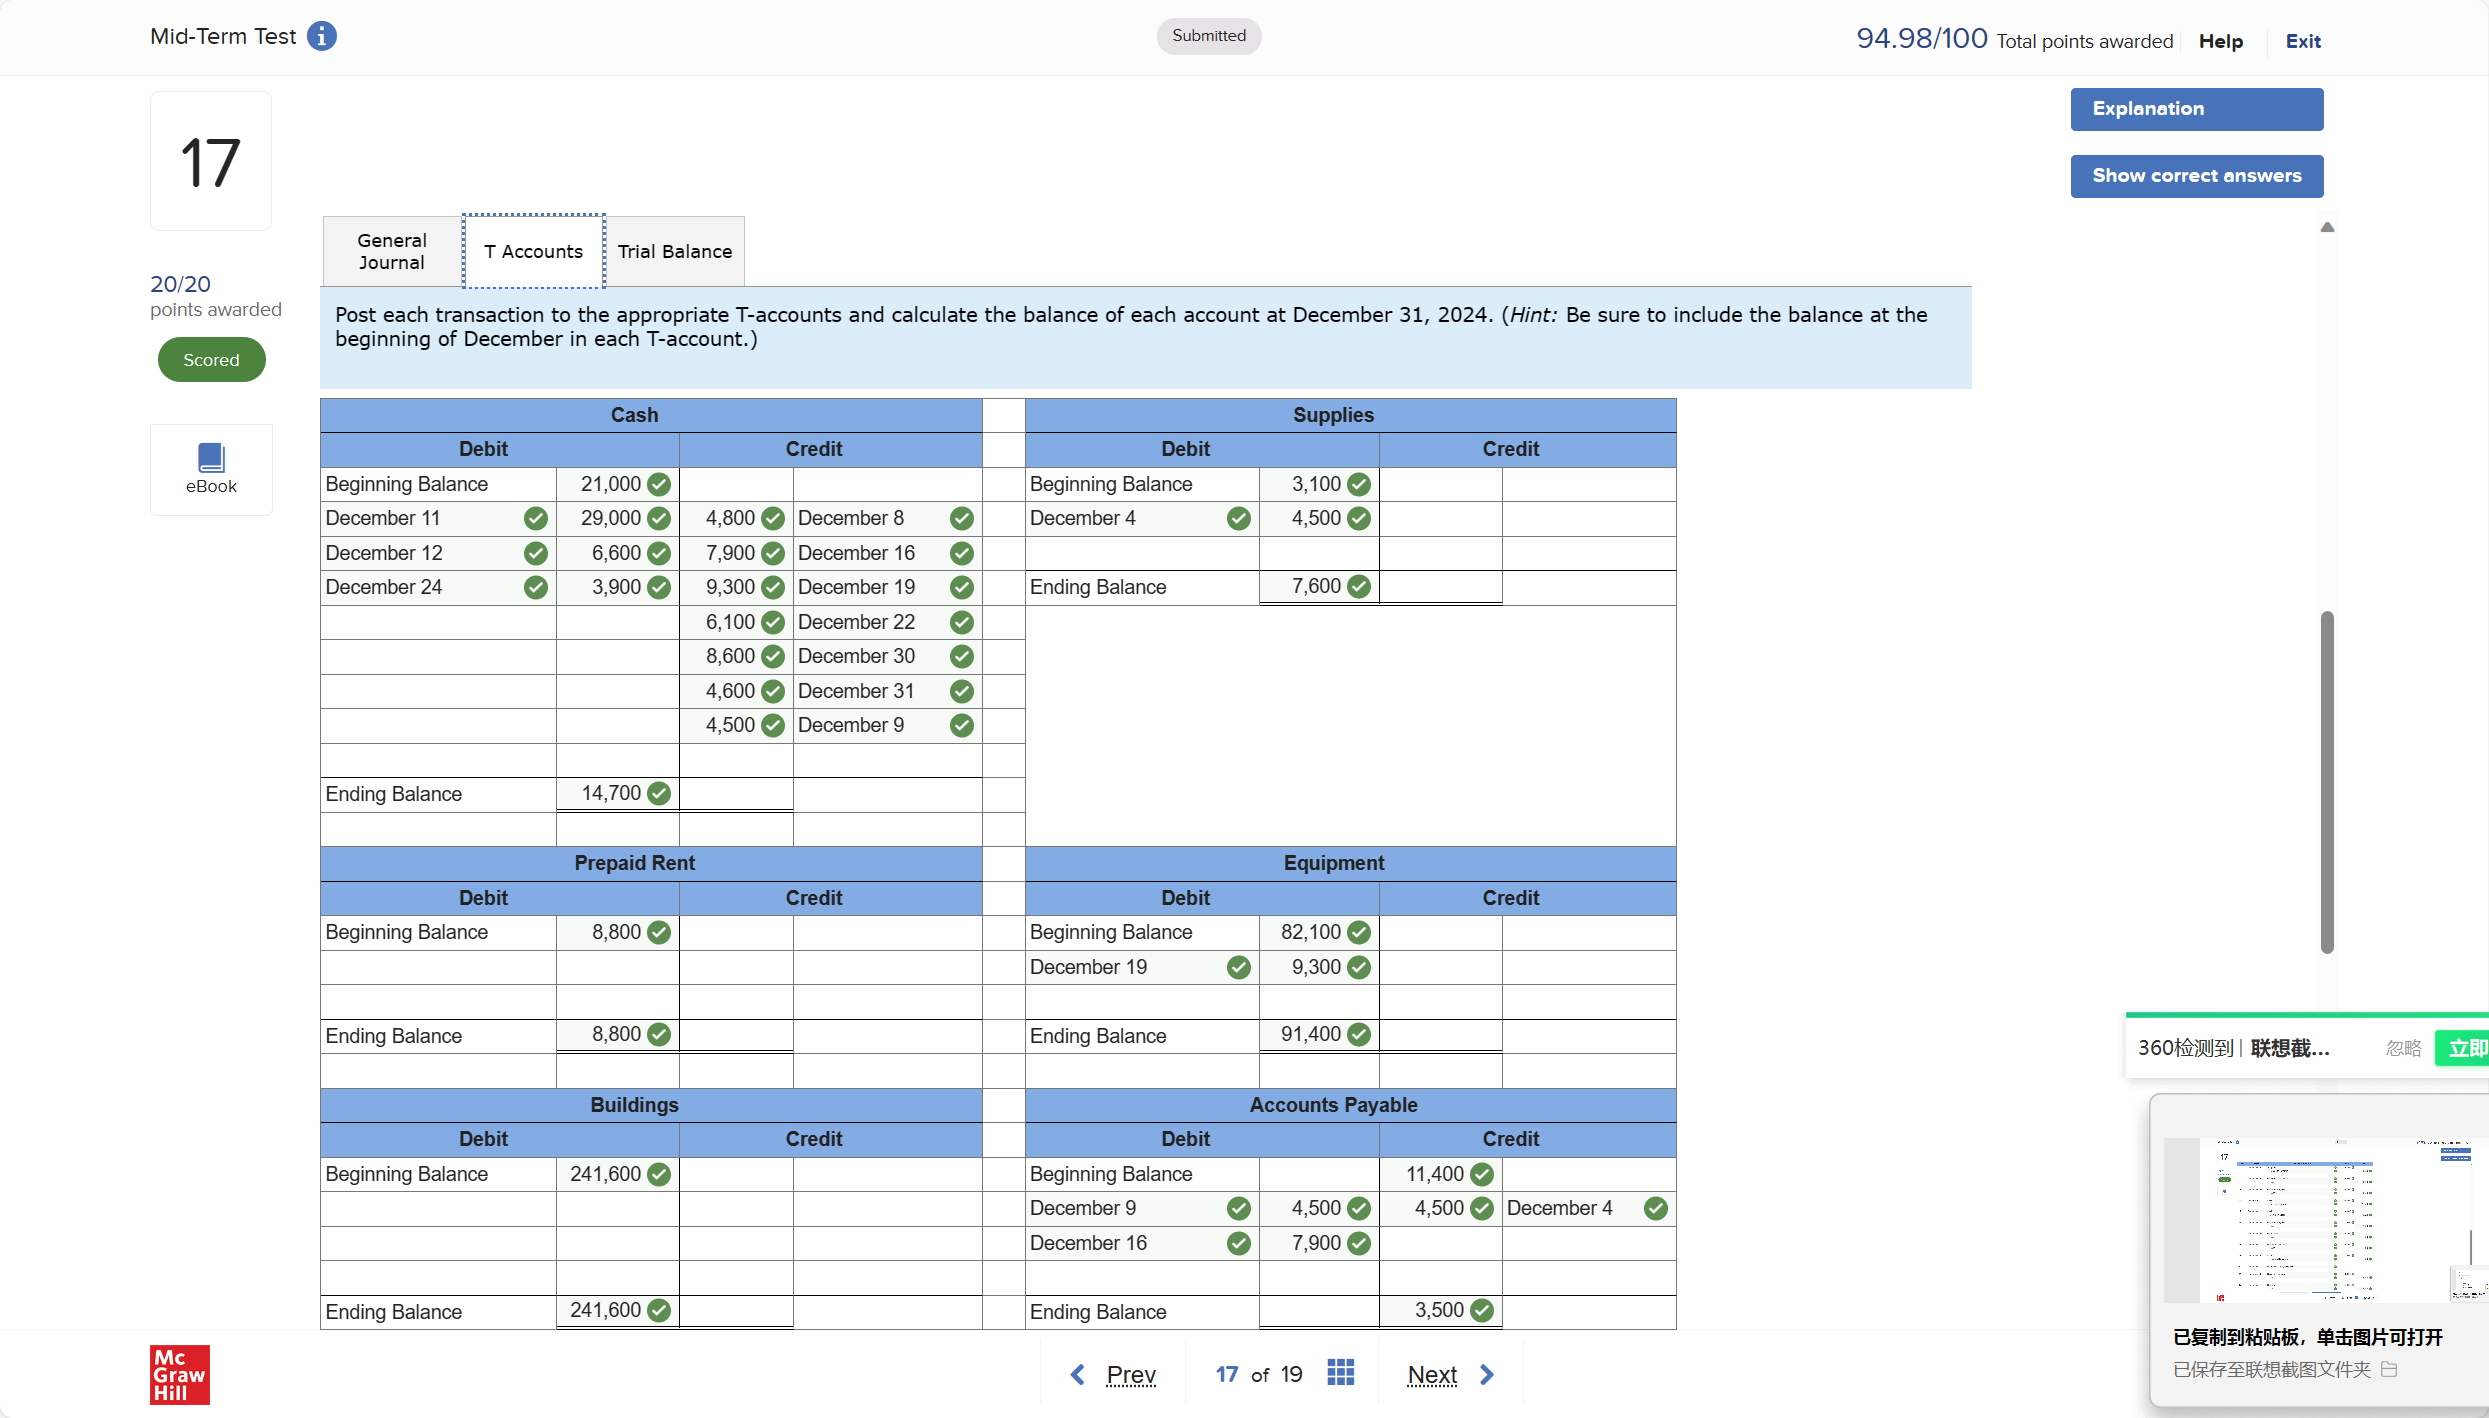 Mid-Term Test i
Submitted
94.98/100 Total points awarded Help Exit
17
Explanation
Show correct answers
General Journal
T Accounts
Trial Balance
20/20
points awarded
Scored
eBook
Post each transaction to the appropriate T-accounts and calculate the balance of each account at December 31, 2024. (Hint: Be sure to include the balance at the
beginning of December in each T-account.)
Cash Supplies
Debit Credit Debit Credit
Beginning Balance 21,000 Beginning Balance 3,100
December 11 29,000 4,800 December 8 December 4 4,500
December 12 6,600 7,900 December 16
December 24 3,900 9,300 December 19 Ending Balance 7,600
6,100 December 22
8,600 December 30
4,600 December 31
4,500 December 9
Ending Balance 14,700
Prepaid Rent Equipment
Debit Credit Debit Credit
Beginning Balance 8,800 Beginning Balance 82,100
December 19 9,300
Ending Balance 8,800 Ending Balance 91,400
Buildings Accounts Payable
Debit Credit Debit Credit
Beginning Balance 241,600 Beginning Balance 11,400
December 9 4,500 4,500 December 4
December 16 7,900
Ending Balance 241,600 Ending Balance 3,500
360检测到 | 联想截... 忽略 立即
已复制到粘贴板，单击图片可打开
已保存至联想截图文件夹
Mc
Graw
Hill
Prev 17 of 19 Next